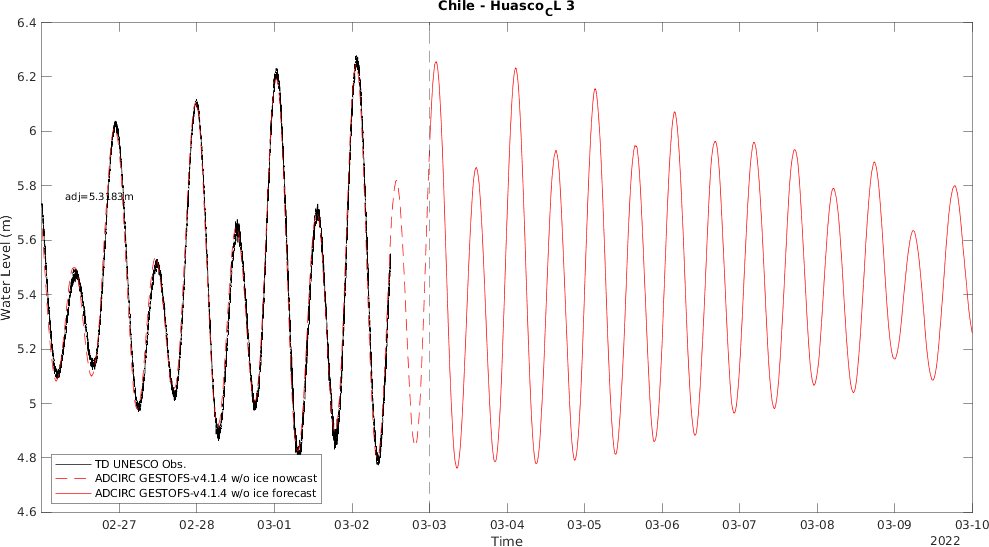 Chile - Huasco_CL 3
6.4
6.2
6
5.8
5.6
5.4
5.2
5
4.8
4.6
Water Level (m)
adj=5.3183m
TD UNESCO Obs.
ADCIRC GESTOFS-v4.1.4 w/o ice nowcast
ADCIRC GESTOFS-v4.1.4 w/o ice forecast
02-27 02-28 03-01 03-02 03-03 03-04 03-05 03-06 03-07 03-08 03-09 03-10
Time
2022